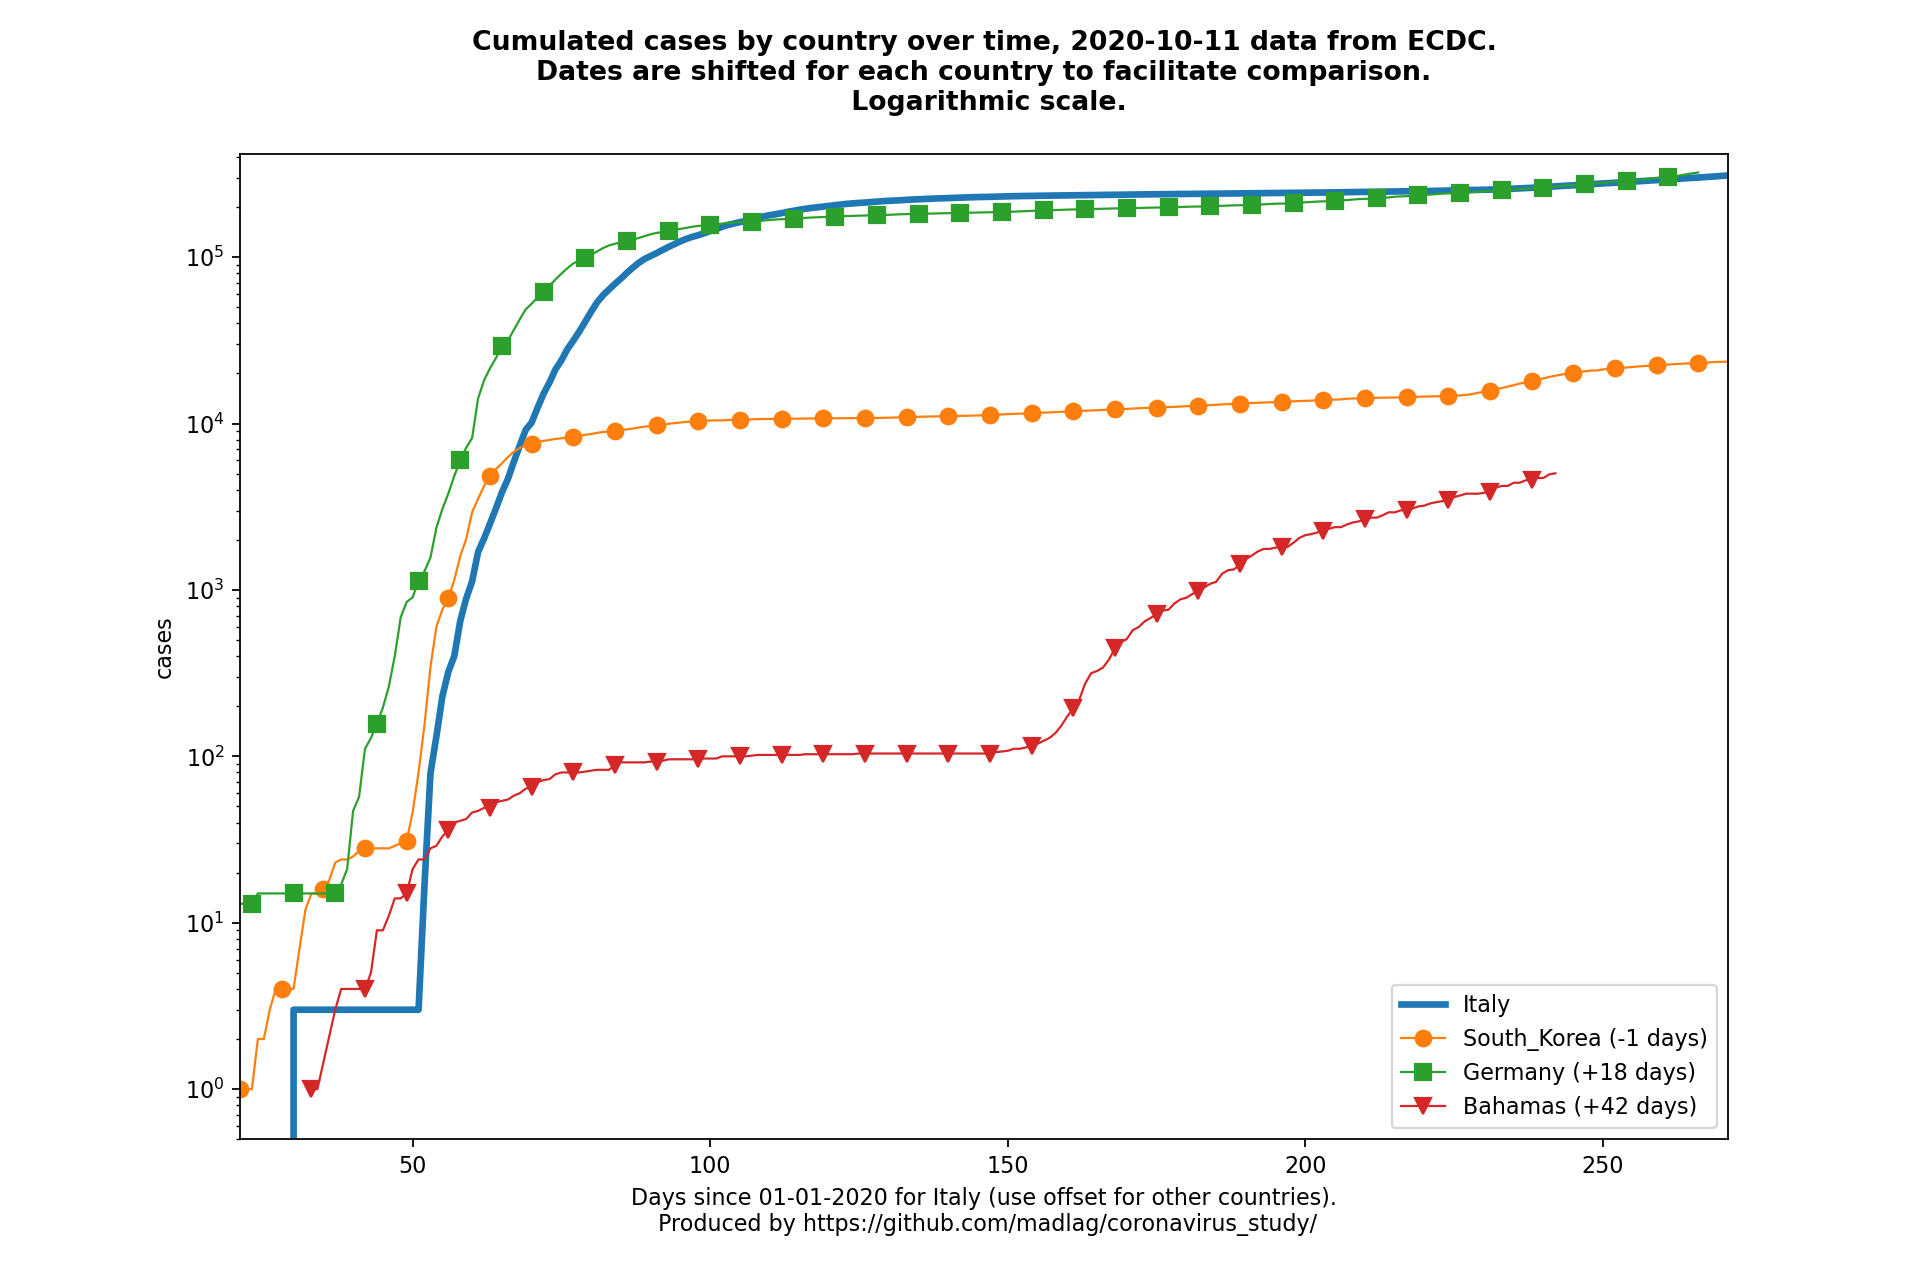 Cumulated cases by country over time, 2020-10-11 data from ECDC.
Dates are shifted for each country to facilitate comparison.
Logarithmic scale.
cases
10^5
10^4
10^3
10^2
10^1
10^0
50 100 150 200 250
Italy
South_Korea (-1 days)
Germany (+18 days)
Bahamas (+42 days)
Days since 01-01-2020 for Italy (use offset for other countries).
Produced by https://github.com/madlag/coronavirus_study/